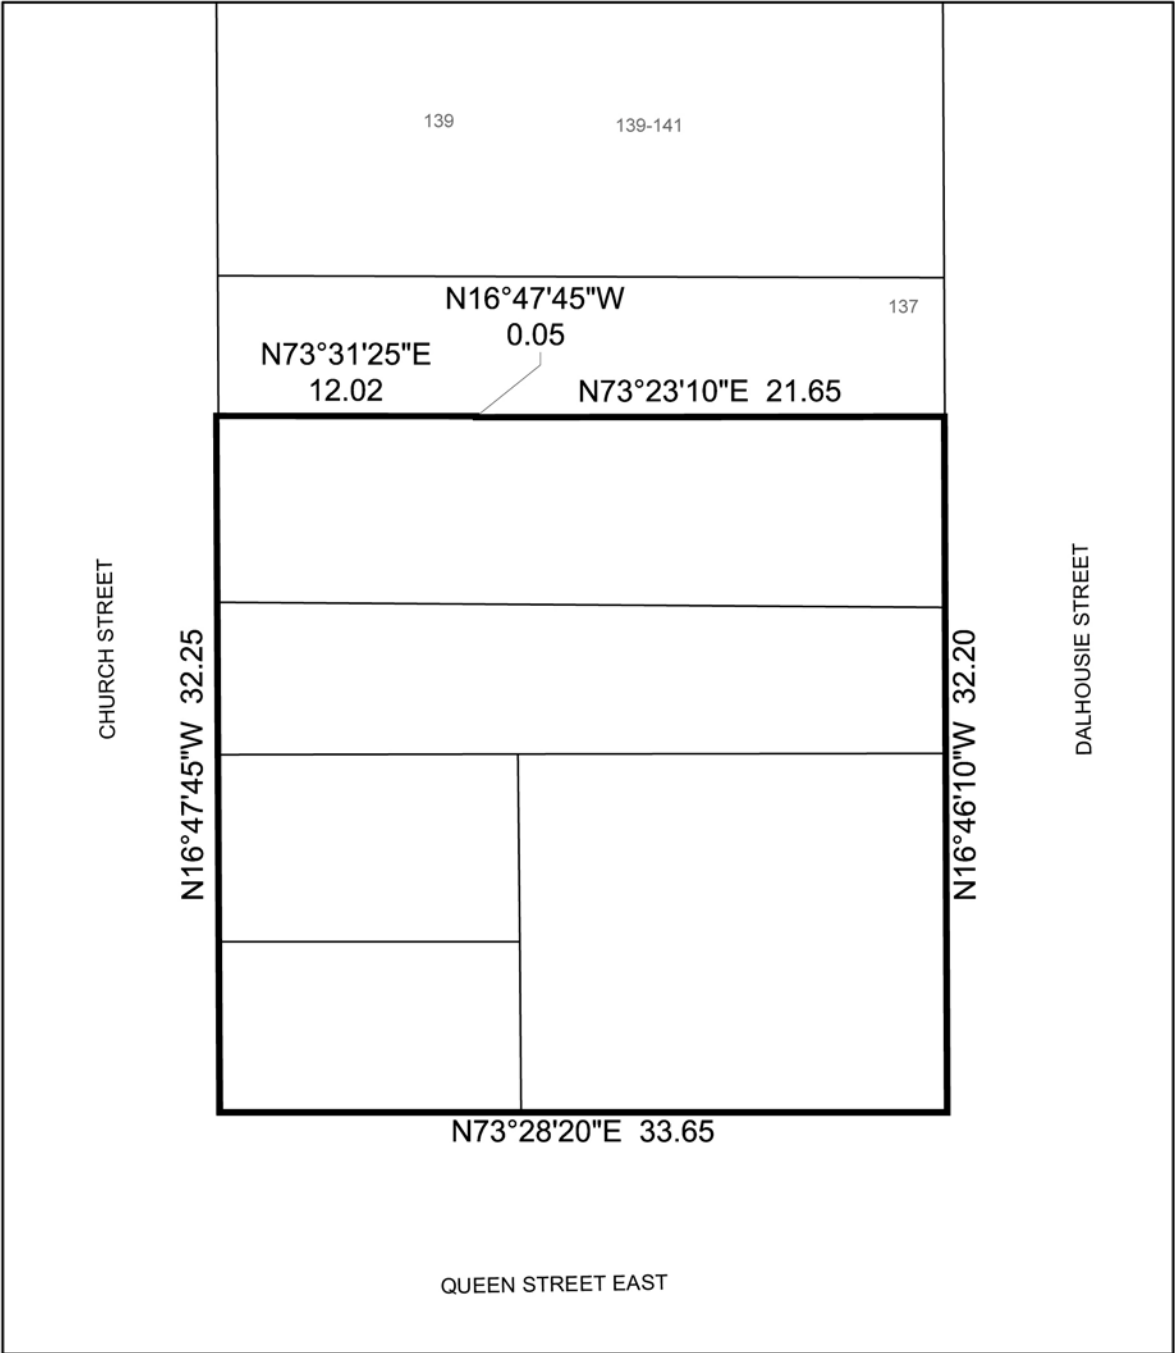 139
139-141
N16°47'45"W
0.05
137
N73°31'25"E
12.02
N73°23'10"E 21.65
CHURCH STREET
N16°47'45"W 32.25
N16°46'10"W 32.20
DALHOUSIE STREET
N73°28'20"E 33.65
QUEEN STREET EAST